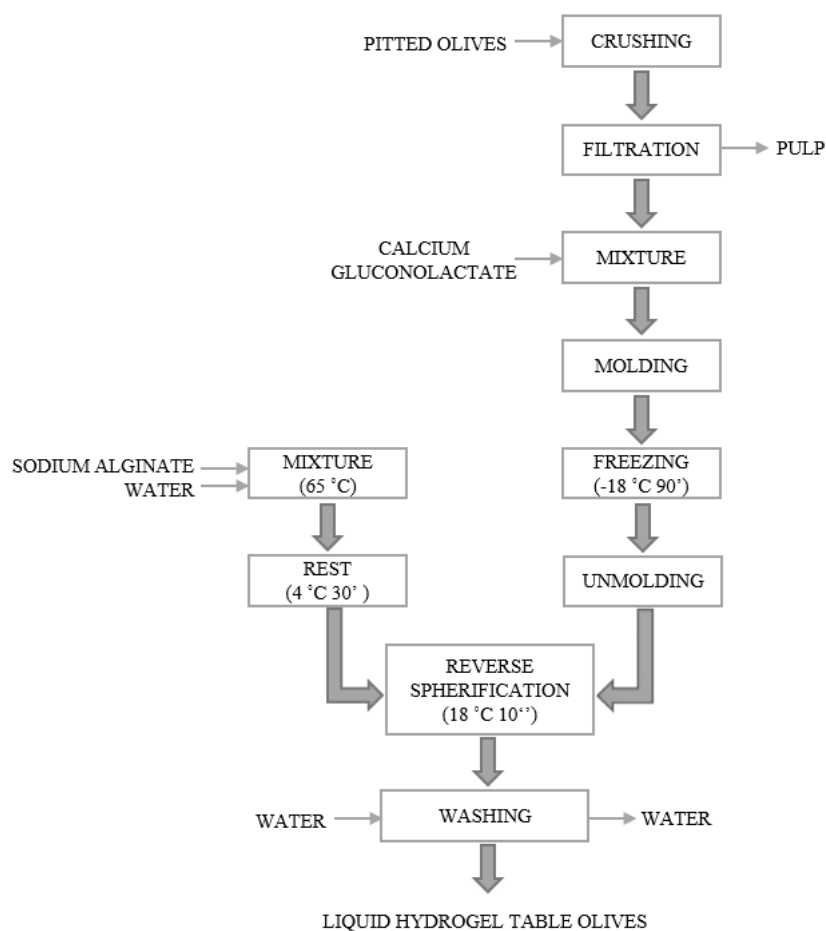 PITTED OLIVES
CRUSHING
FILTRATION
PULP
CALCIUM
GLUCONOLACTATE
MIXTURE
MOLDING
SODIUM ALGINATE
WATER
MIXTURE
(65 ˚C)
FREEZING
(-18 ˚C 90’)
REST
(4 ˚C 30’ )
UNMOLDING
REVERSE
SPHERIFICATION
(18 ˚C 10‘’)
WATER
WASHING
WATER
LIQUID HYDROGEL TABLE OLIVES